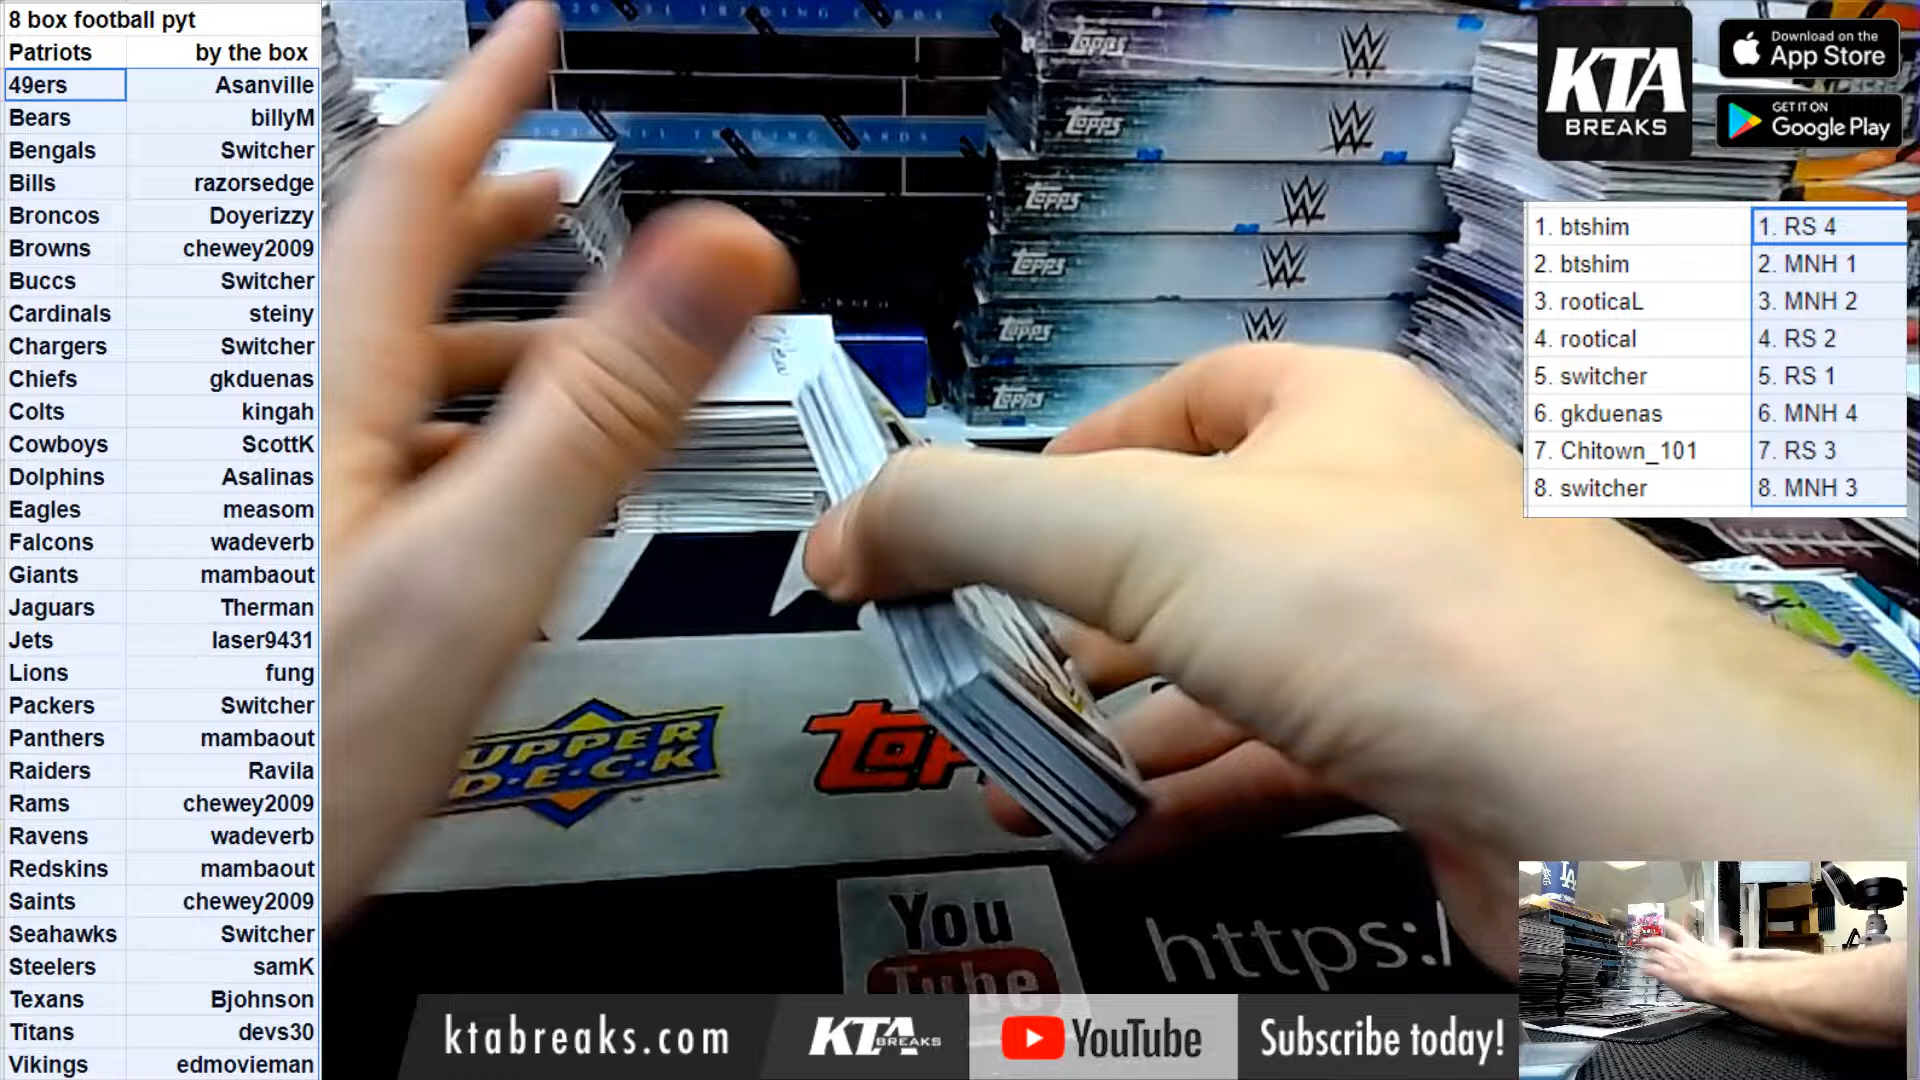 8 box football pyt
Patriots by the box
49ers Asanville
Bears billyM
Bengals Switcher
Bills razorsedge
Broncos Doyerizzy
Browns chewey2009
Buccs Switcher
Cardinals steiny
Chargers Switcher
Chiefs gkduenas
Colts kingah
Cowboys ScottK
Dolphins Asalinas
Eagles measom
Falcons wadeverb
Giants mambaout
Jaguars Therman
Jets laser9431
Lions fung
Packers Switcher
Panthers mambaout
Raiders Ravila
Rams chewey2009
Ravens wadeverb
Redskins mambaout
Saints chewey2009
Seahawks Switcher
Steelers samK
Texans Bjohnson
Titans devs30
Vikings edmovieman
TRADING CARDS
TRADING CARDS
Topps W
Topps W
Topps W
Topps W
Topps W
Topps
KTA
BREAKS
Download on the
App Store
GET IT ON
Google Play
1. btshim 1. RS 4
2. btshim 2. MNH 1
3. rooticaL 3. MNH 2
4. rootical 4. RS 2
5. switcher 5. RS 1
6. gkduenas 6. MNH 4
7. Chitown_101 7. RS 3
8. switcher 8. MNH 3
UPPER
D·E·C·K
You
Tube
https:/
LA
ktabreaks.com
KTA
BREAKS
YouTube
Subscribe today!